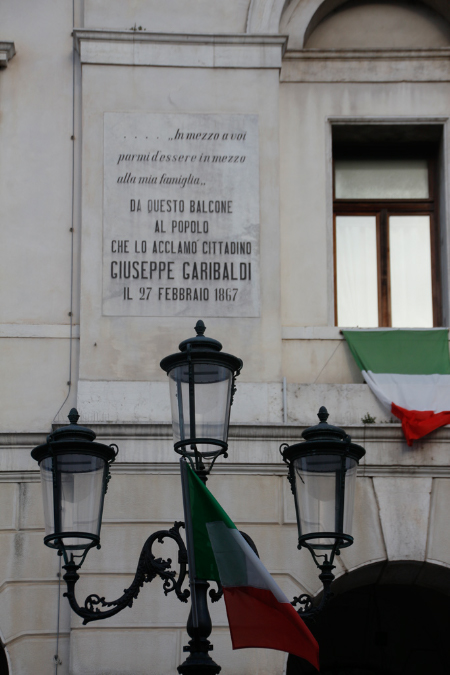 . . . . . „In mezzo a voi
parmi d'essere in mezzo
alla mia famiglia„
DA QUESTO BALCONE
AL POPOLO
CHE LO ACCLAMÒ CITTADINO
GIUSEPPE GARIBALDI
IL 27 FEBBRAIO 1867